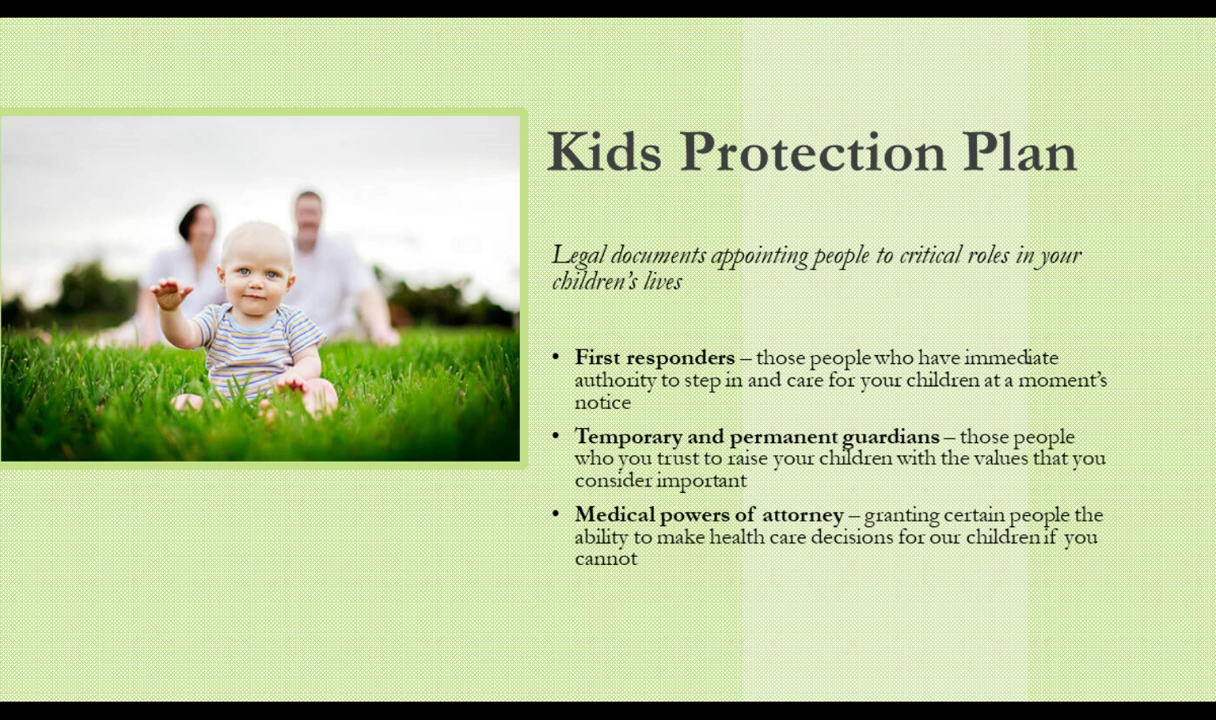 Kids Protection Plan
Legal documents appointing people to critical roles in your
children's lives
• First responders – those people who have immediate
authority to step in and care for your children at a moment's
notice
• Temporary and permanent guardians – those people
who you trust to raise your children with the values that you
consider important
• Medical powers of attorney – granting certain people the
ability to make health care decisions for our children if you
cannot